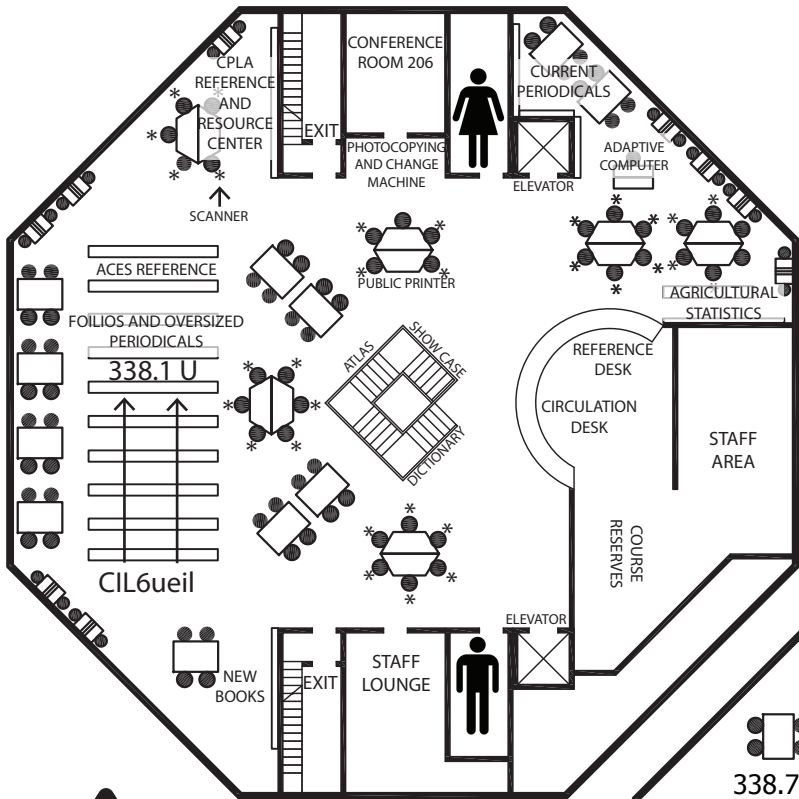 CONFERENCE
ROOM 206
CPLA
REFERENCE
AND
RESOURCE
CENTER
CURRENT
PERIODICALS
EXIT
PHOTOCOPYING
AND CHANGE
MACHINE
ADAPTIVE
COMPUTER
ELEVATOR
SCANNER
ACES REFERENCE
PUBLIC PRINTER
AGRICULTURAL
STATISTICS
FOILIOS AND OVERSIZED
PERIODICALS
338.1 U
ATLAS
SHOW CASE
DICTIONARY
REFERENCE
DESK
CIRCULATION
DESK
STAFF
AREA
COURSE
RESERVES
CIL6ueil
ELEVATOR
NEW
BOOKS
EXIT
STAFF
LOUNGE
338.7